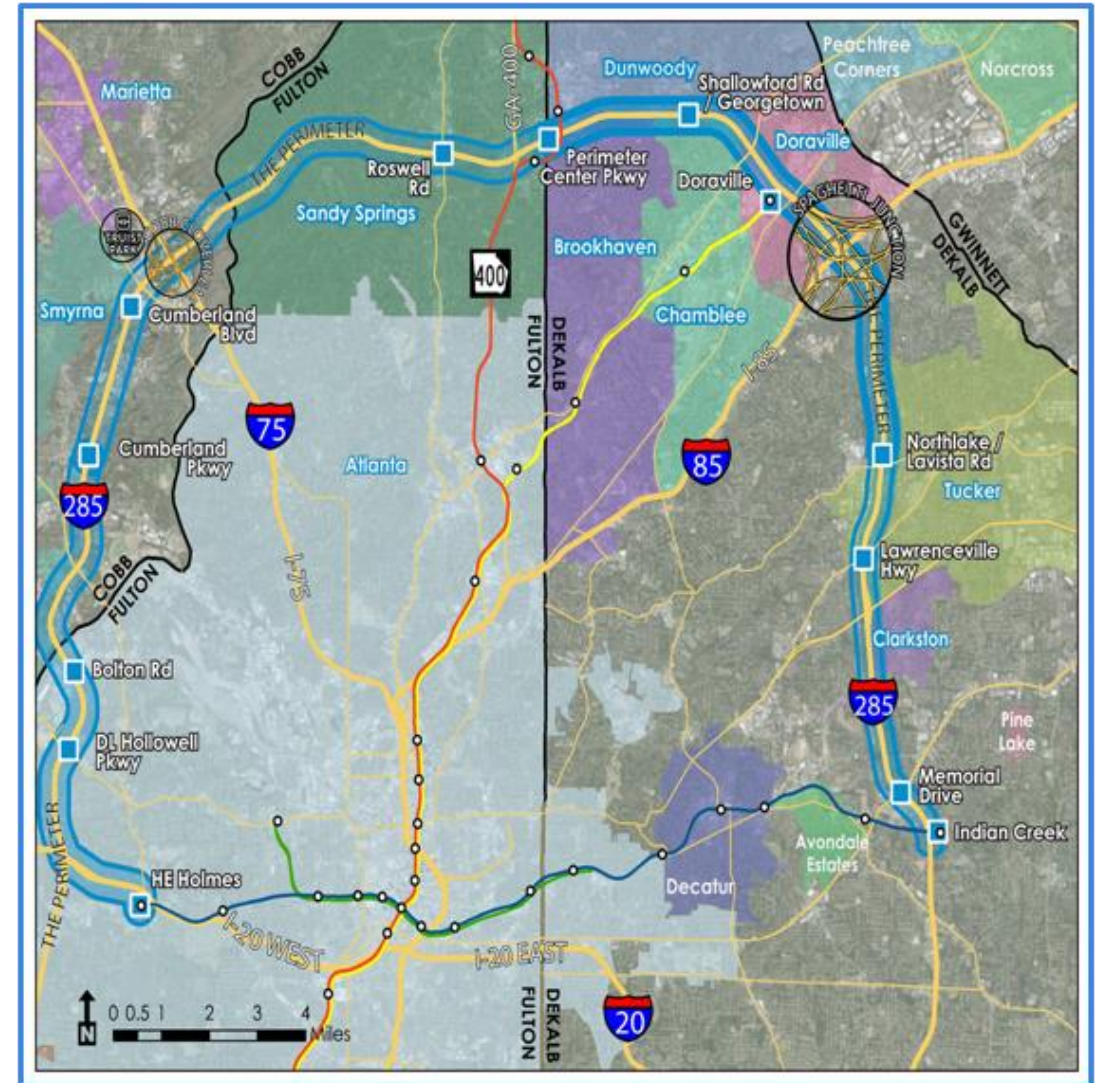 COBB
FULTON
Marietta
GA-400
Dunwoody
Peachtree
Corners
Norcross
Shallowford Rd
/ Georgetown
THE PERIMETER
Roswell
Rd
Perimeter
Center Pkwy
Doraville
Doraville
SPAGHETTI JUNCTION
Sandy Springs
TRUIST
PARK
Brookhaven
GWINNETT
DEKALB
400
Smyrna
Cumberland
Blvd
Chamblee
FULTON
DEKALB
PERIMETER
I-85
75
Cumberland
Pkwy
Atlanta
85
Northlake /
Lavista Rd
Tucker
285
COBB
FULTON
I-75
Lawrenceville
Hwy
Clarkston
Bolton Rd
285
Pine
Lake
DL Hollowell
Pkwy
Memorial
Drive
Indian Creek
THE PERIMETER
HE Holmes
Avondale
Estates
Decatur
I-20 WEST
I-20 EAST
FULTON
DEKALB
20
N
0 0.5 1 2 3 4
Miles